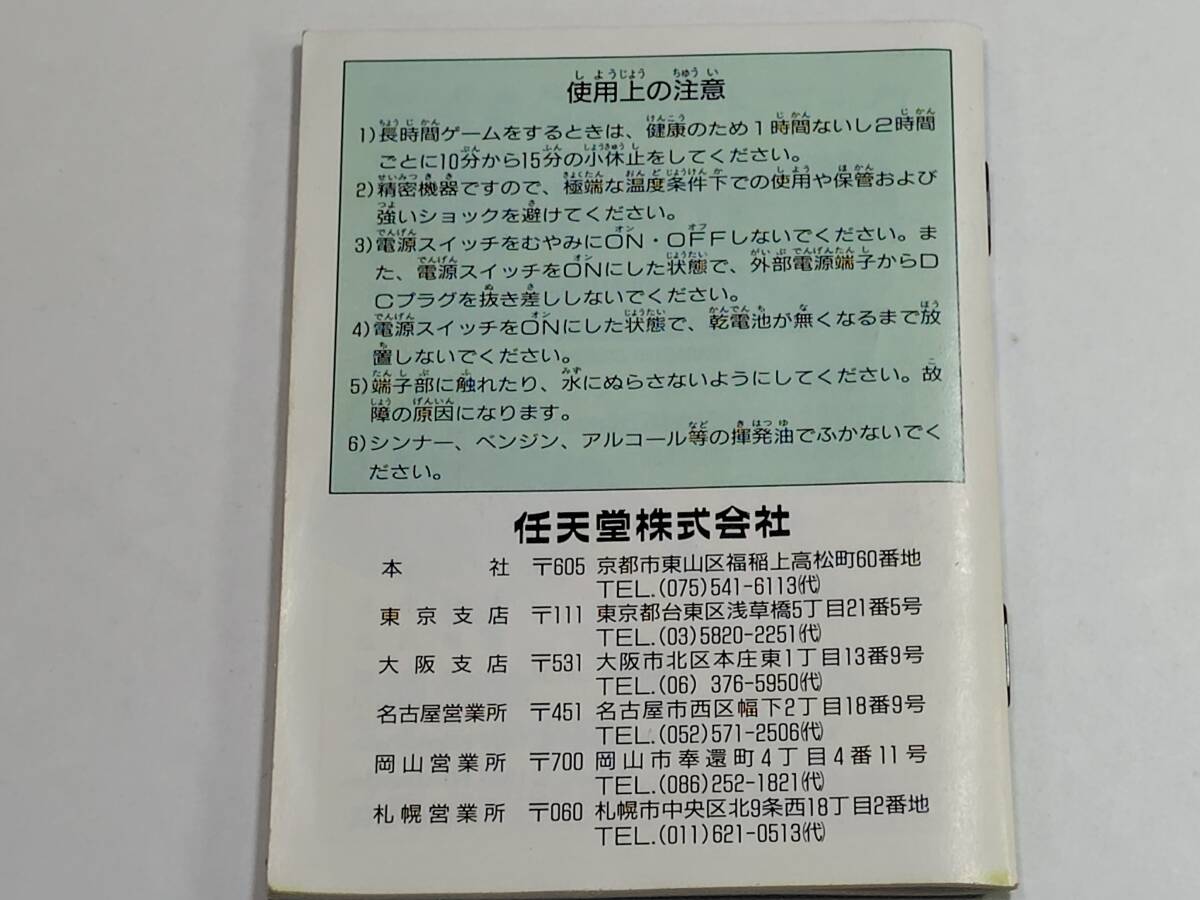 使用上の注意
1)長時間ゲームをするときは、健康のため1時間ないし2時間
ごとに10分から15分の小休止をしてください。
2)精密機器ですので、極端な温度条件下での使用や保管および
強いショックを避けてください。
3)電源スイッチをむやみにON・OFFしないでください。ま
た、電源スイッチをONにした状態で、外部電源端子からD
Cプラグを抜き差ししないでください。
4)電源スイッチをONにした状態で、乾電池が無くなるまで放
置しないでください。
5)端子部に触れたり、水にぬらさないようにしてください。故
障の原因になります。
6)シンナー、ベンジン、アルコール等の揮発油でふかないでく
ださい。
任天堂株式会社
本社 〒605 京都市東山区福稲上高松町60番地
TEL.(075)541-6113(代)
東京支店 〒111 東京都台東区浅草橋5丁目21番5号
TEL.(03)5820-2251(代)
大阪支店 〒531 大阪市北区本庄東1丁目13番9号
TEL.(06) 376-5950(代)
名古屋営業所 〒451 名古屋市西区幅下2丁目18番9号
TEL.(052)571-2506(代)
岡山営業所 〒700 岡山市奉還町4丁目4番11号
TEL.(086)252-1821(代)
札幌営業所 〒060 札幌市中央区北9条西18丁目2番地
TEL.(011)621-0513(代)